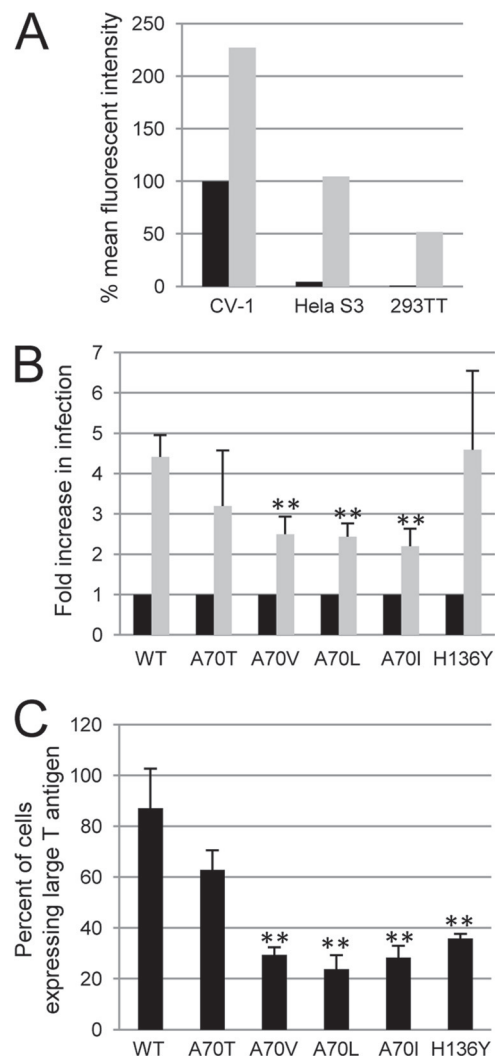 A
% mean fluorescent intensity
250
200
150
100
50
0
CV-1 Hela S3 293TT
B
Fold increase in infection
7
6
5
4
3
2
1
0
** ** **
WT A70T A70V A70L A70I H136Y
C
Percent of cells
expressing large T antigen
120
100
80
60
40
20
0
** ** ** **
WT A70T A70V A70L A70I H136Y